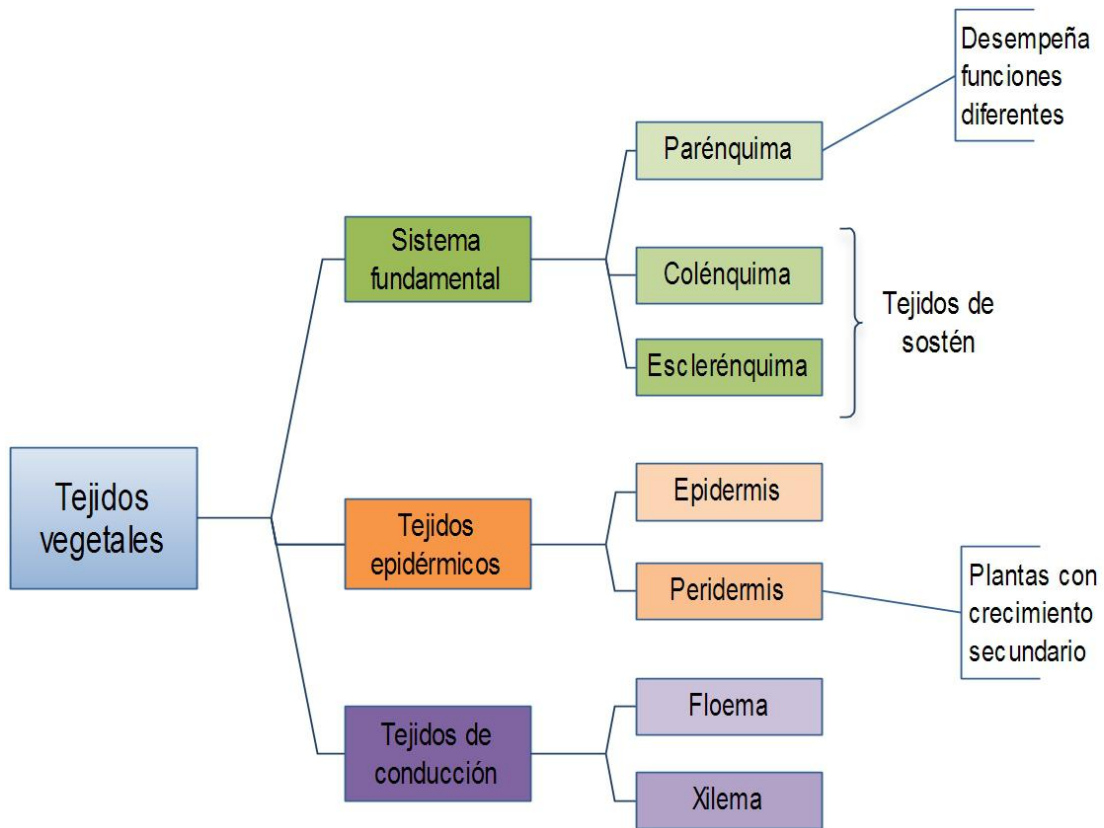 Desempeña
funciones
diferentes
Parénquima
Sistema
fundamental
Colénquima
Tejidos de
sostén
Esclerénquima
Tejidos
vegetales
Epidermis
Tejidos
epidérmicos
Peridermis
Plantas con
crecimiento
secundario
Floema
Tejidos de
conducción
Xilema